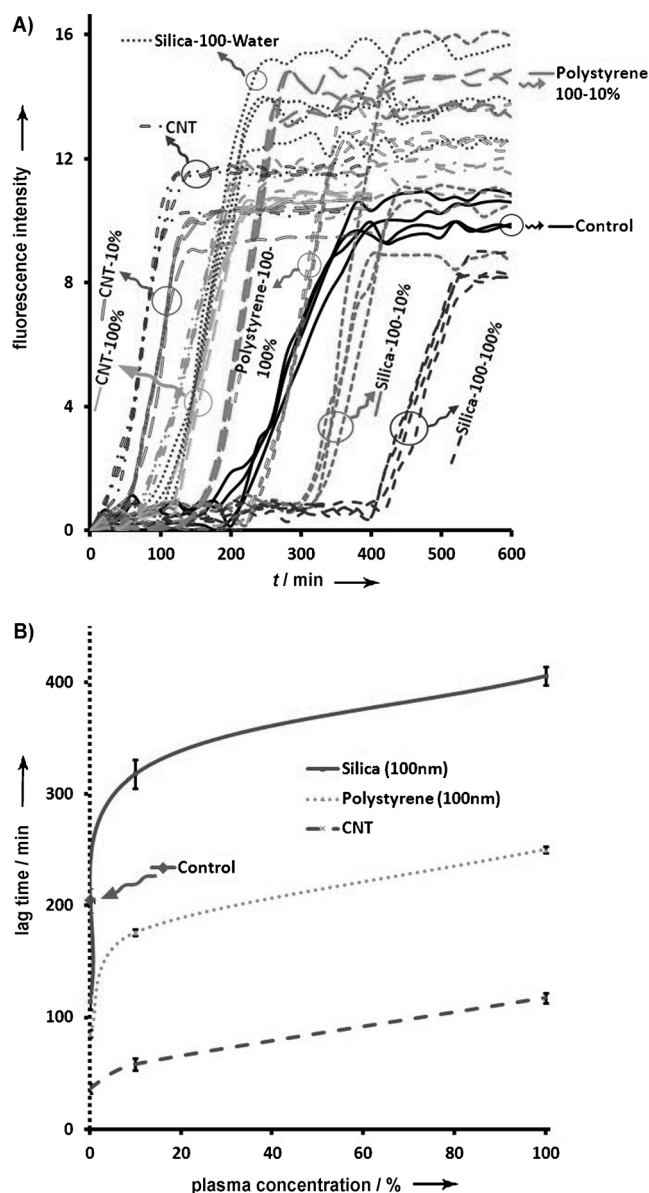 A)
16
12
8
4
0
fluorescence intensity
0 100 200 300 400 500 600
t / min
Silica-100-Water
CNT
CNT-10%
CNT-100%
Polystyrene-100-
100%
Polystyrene
100-10%
Control
Silica-100-10%
Silica-100-100%
B)
400
300
200
100
0
lag time / min
Silica (100nm)
Polystyrene (100nm)
CNT
Control
0 20 40 60 80 100
plasma concentration / %